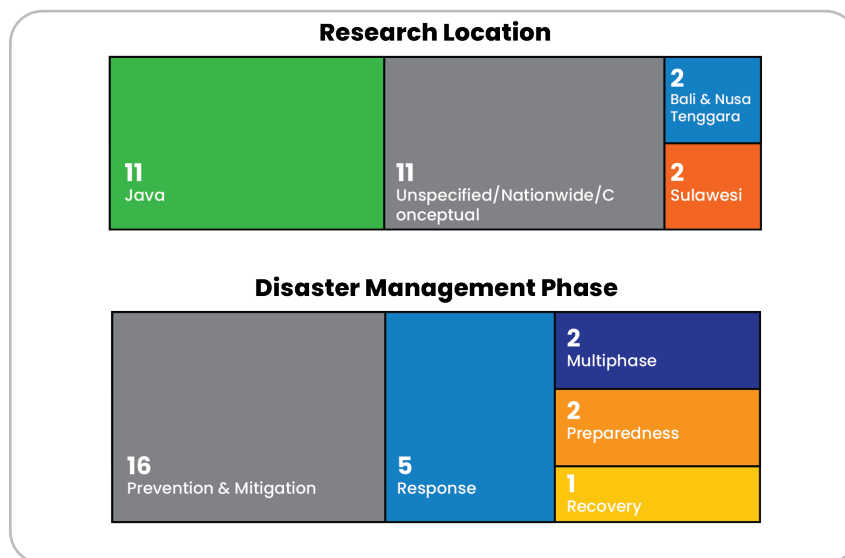 Research Location
11
Java
11
Unspecified/Nationwide/C
onceptual
2
Bali & Nusa
Tenggara
2
Sulawesi
Disaster Management Phase
16
Prevention & Mitigation
5
Response
2
Multiphase
2
Preparedness
1
Recovery